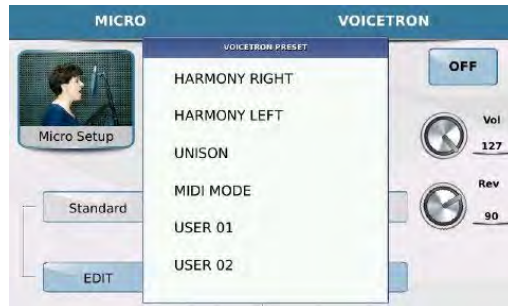 MICRO
VOICETRON
VOICETRON PRESET
OFF
HARMONY RIGHT
HARMONY LEFT
Vol
Micro Setup
127
UNISON
MIDI MODE
Rev
Standard
90
USER 01
USER 02
EDIT